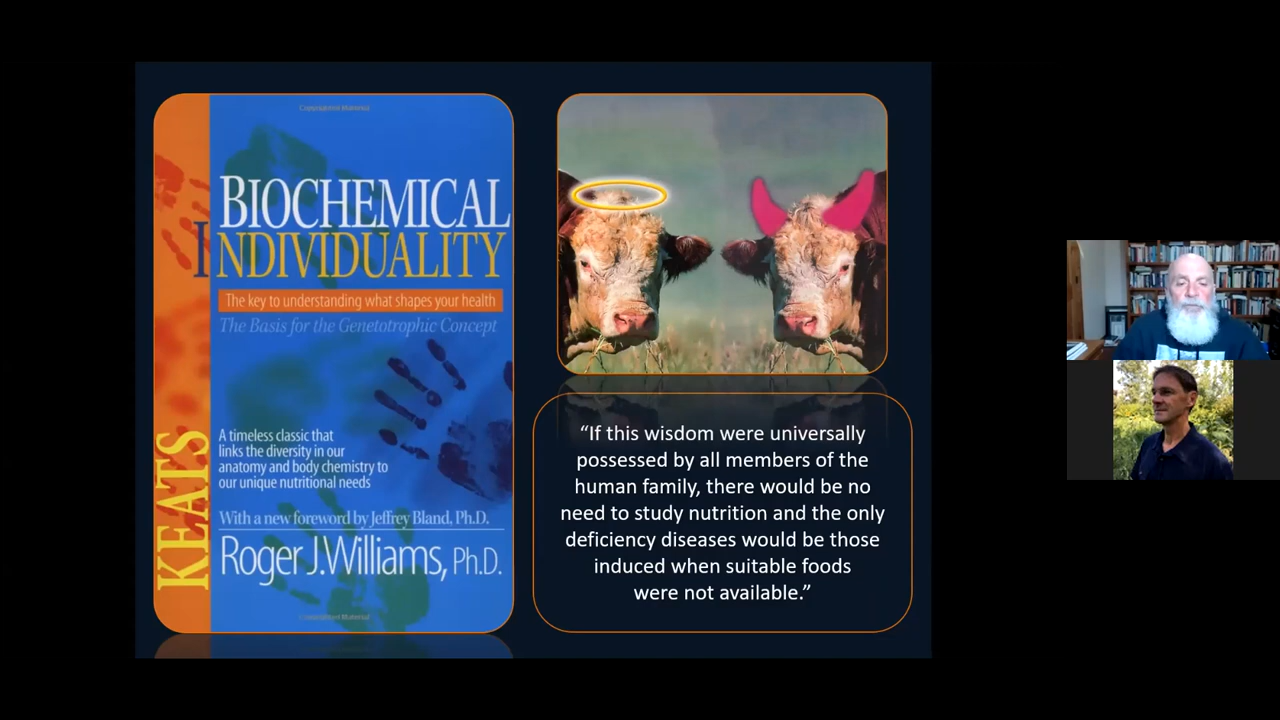 Copyrighted Material
BIOCHEMICAL
INDIVIDUALITY
The key to understanding what shapes your health
The Basis for the Genetotrophic Concept
KEATS
A timeless classic that
links the diversity in our
anatomy and body chemistry to
our unique nutritional needs
With a new foreword by Jeffrey Bland, Ph.D.
Roger J. Williams, Ph.D.
Copyrighted Material
“If this wisdom were universally
possessed by all members of the
human family, there would be no
need to study nutrition and the only
deficiency diseases would be those
induced when suitable foods
were not available.”